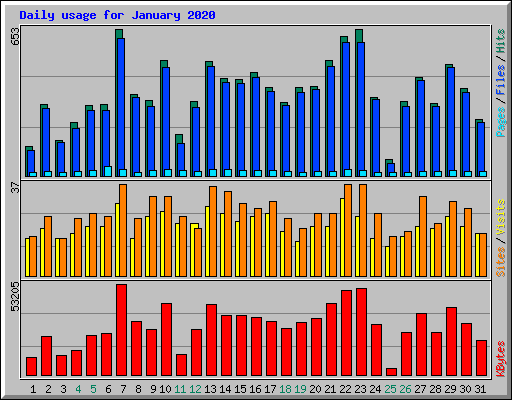 Daily usage for January 2020
653
Pages/Files/Hits
37
Sites/Visits
53205
KBytes
1 2 3 4 5 6 7 8 9 10 11 12 13 14 15 16 17 18 19 20 21 22 23 24 25 26 27 28 29 30 31